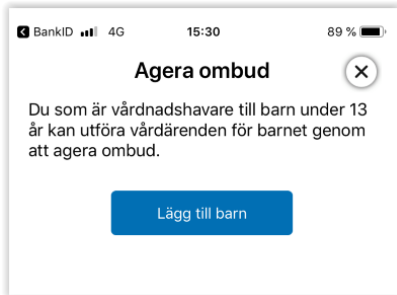 BankID 4G 15:30 89 %
Agera ombud
Du som är vårdnadshavare till barn under 13
år kan utföra vårdärenden för barnet genom
att agera ombud.
Lägg till barn